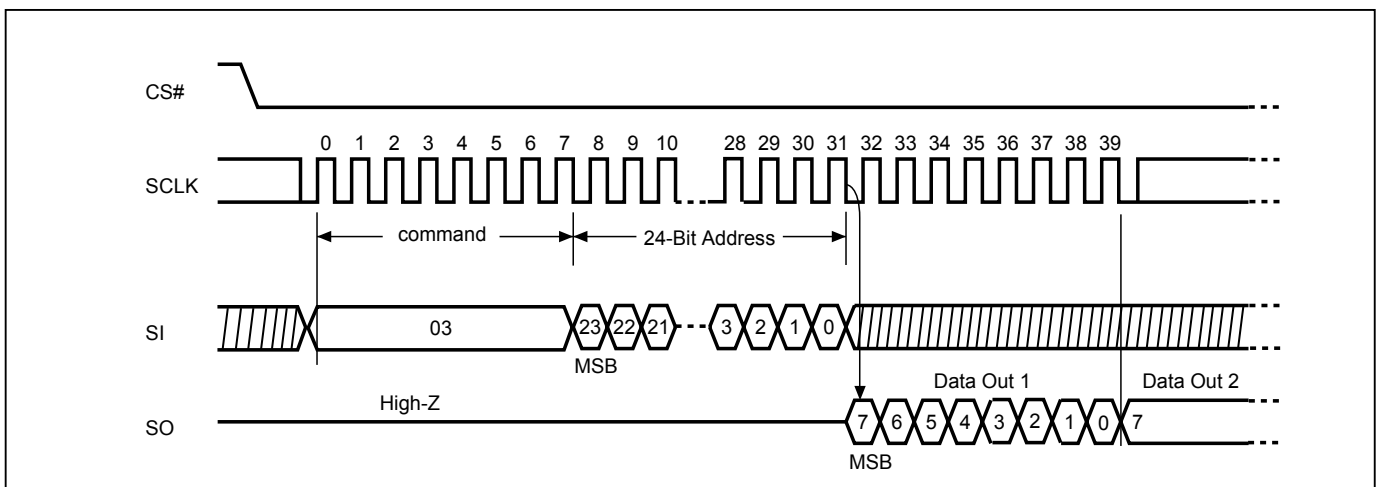 CS#
0 1 2 3 4 5 6 7 8 9 10 28 29 30 31 32 33 34 35 36 37 38 39
SCLK
command 24-Bit Address
SI 03 23 22 21 3 2 1 0
MSB
Data Out 1 Data Out 2
High-Z
SO 7 6 5 4 3 2 1 0 7
MSB